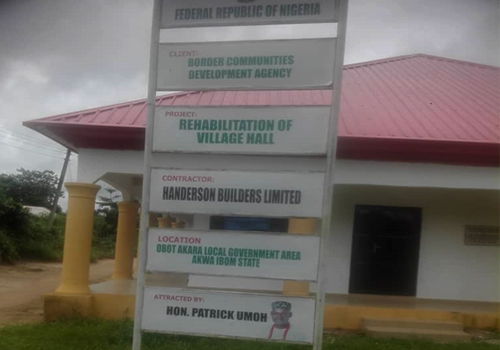 FEDERAL REPUBLIC OF NIGERIA
CLIENT:
BORDER COMMUNITIES
DEVELOPMENT AGENCY
PROJECT:
REHABILITATION OF
VILLAGE HALL
CONTRACTOR:
HANDERSON BUILDERS LIMITED
LOCATION
OBOT AKARA LOCAL GOVERNMENT AREA
AKWA IBOM STATE
ATTRACTED BY:
HON. PATRICK UMOH